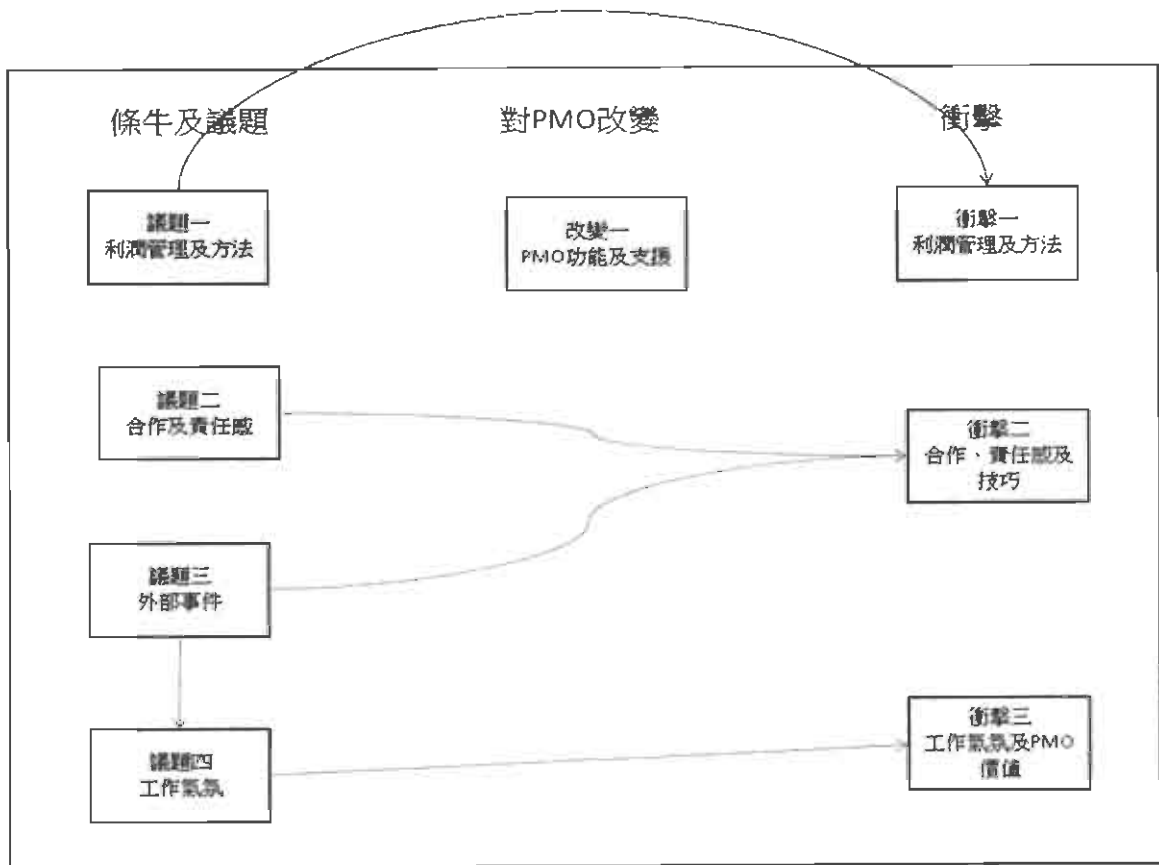 條牛及議題
對PMO改變
衝擊
議題一
利潤管理及方法
改變一
PMO功能及支援
衝擊一
利潤管理及方法
議題二
合作及責任感
衝擊二
合作、責任感及
技巧
議題三
外部事件
議題四
工作氣氛
衝擊三
工作氣氛及PMO
價值